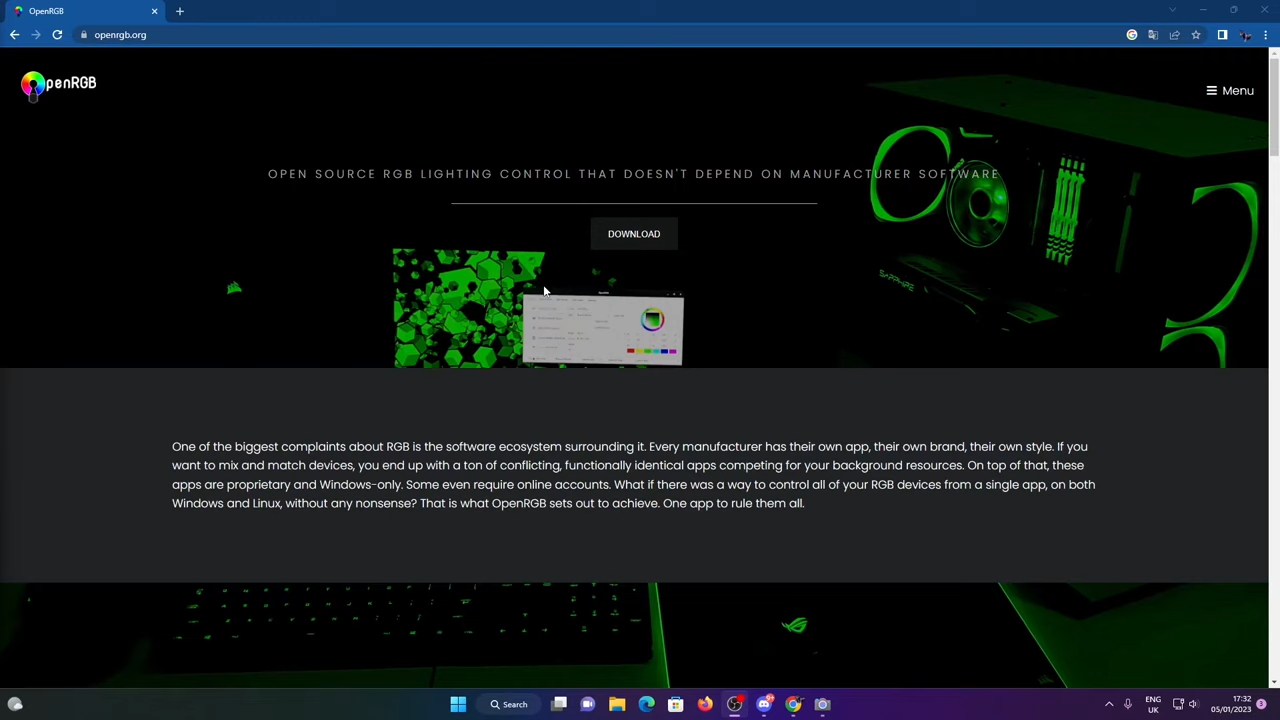 OpenRGB
openrgb.org
penRGB
Menu
OPEN SOURCE RGB LIGHTING CONTROL THAT DOESN'T DEPEND ON MANUFACTURER SOFTWARE
DOWNLOAD
SAPPHIRE
One of the biggest complaints about RGB is the software ecosystem surrounding it. Every manufacturer has their own app, their own brand, their own style. If you
want to mix and match devices, you end up with a ton of conflicting, functionally identical apps competing for your background resources. On top of that, these
apps are proprietary and Windows-only. Some even require online accounts. What if there was a way to control all of your RGB devices from a single app, on both
Windows and Linux, without any nonsense? That is what OpenRGB sets out to achieve. One app to rule them all.
Search
ENG
UK
17:32
05/01/2023